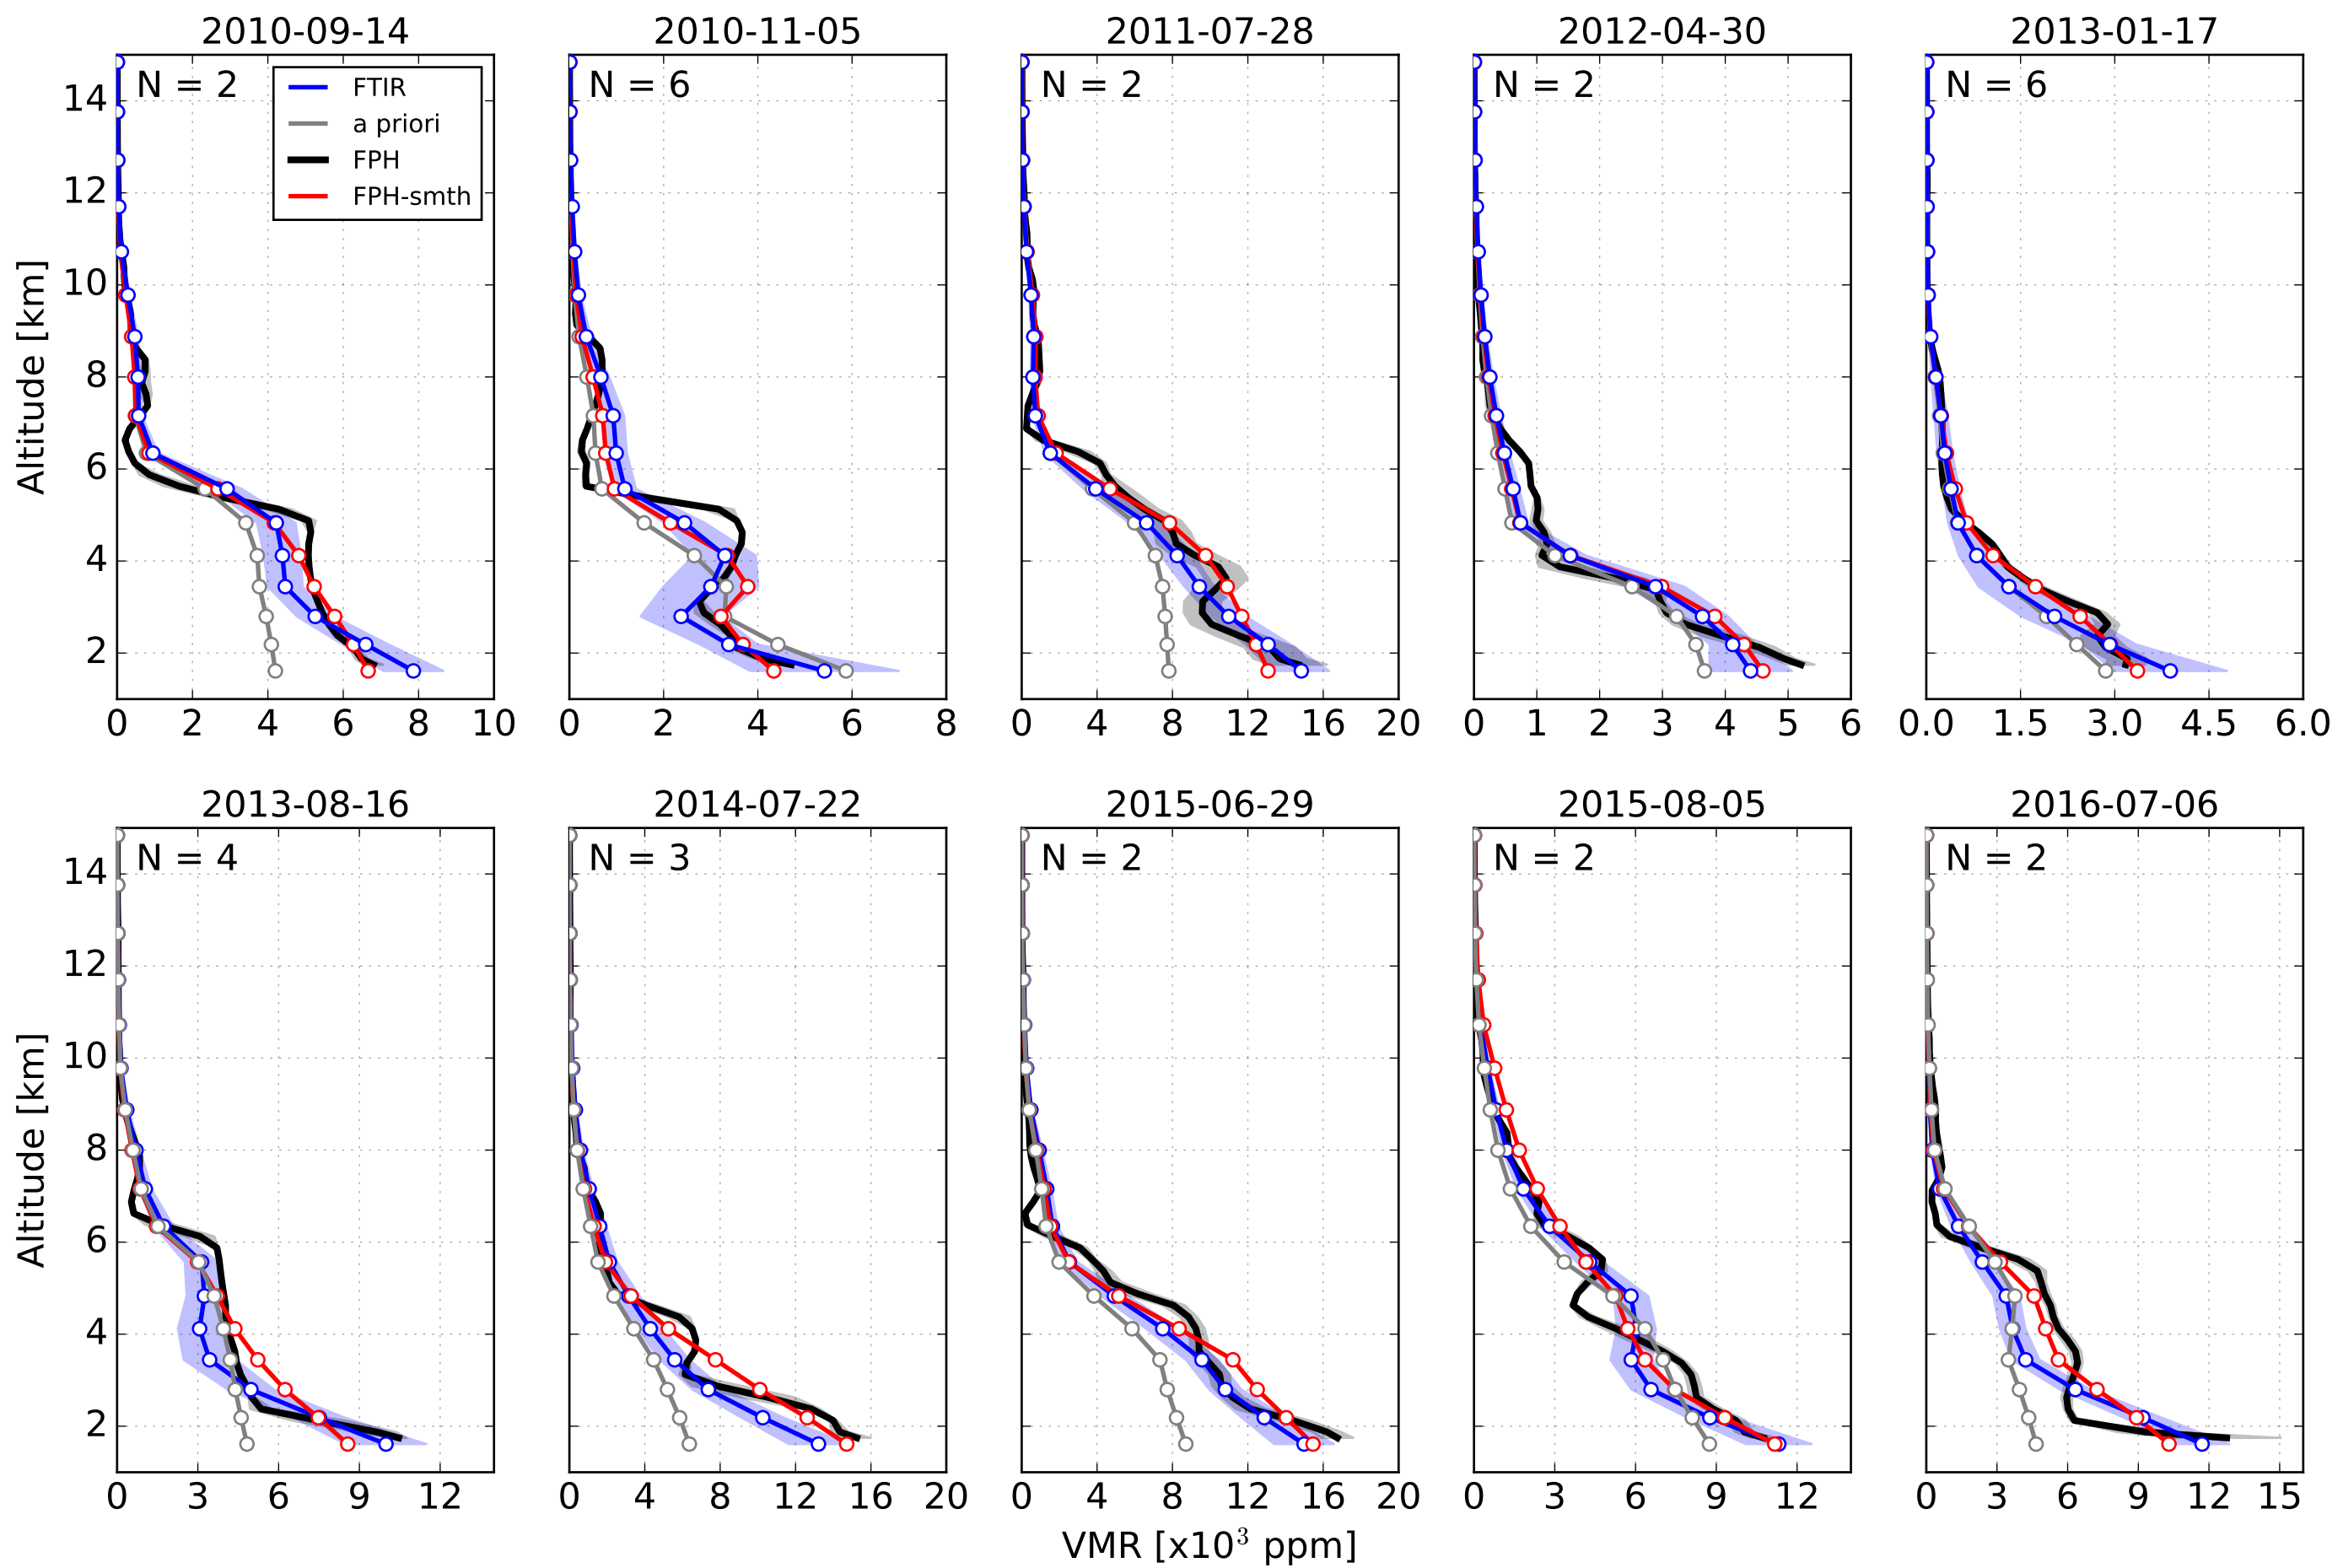 2010-09-14 2010-11-05 2011-07-28 2012-04-30 2013-01-17
N = 2 N = 6 N = 2 N = 2 N = 6
FTIR
a priori
FPH
FPH-smth
Altitude [km]
14
12
10
8
6
4
2
0 2 4 6 8 10 0 2 4 6 8 0 4 8 12 16 20 0 1 2 3 4 5 6 0.0 1.5 3.0 4.5 6.0
2013-08-16 2014-07-22 2015-06-29 2015-08-05 2016-07-06
N = 4 N = 3 N = 2 N = 2 N = 2
Altitude [km]
14
12
10
8
6
4
2
0 3 6 9 12 0 4 8 12 16 20 0 4 8 12 16 20 0 3 6 9 12 0 3 6 9 12 15
VMR [x10³ ppm]